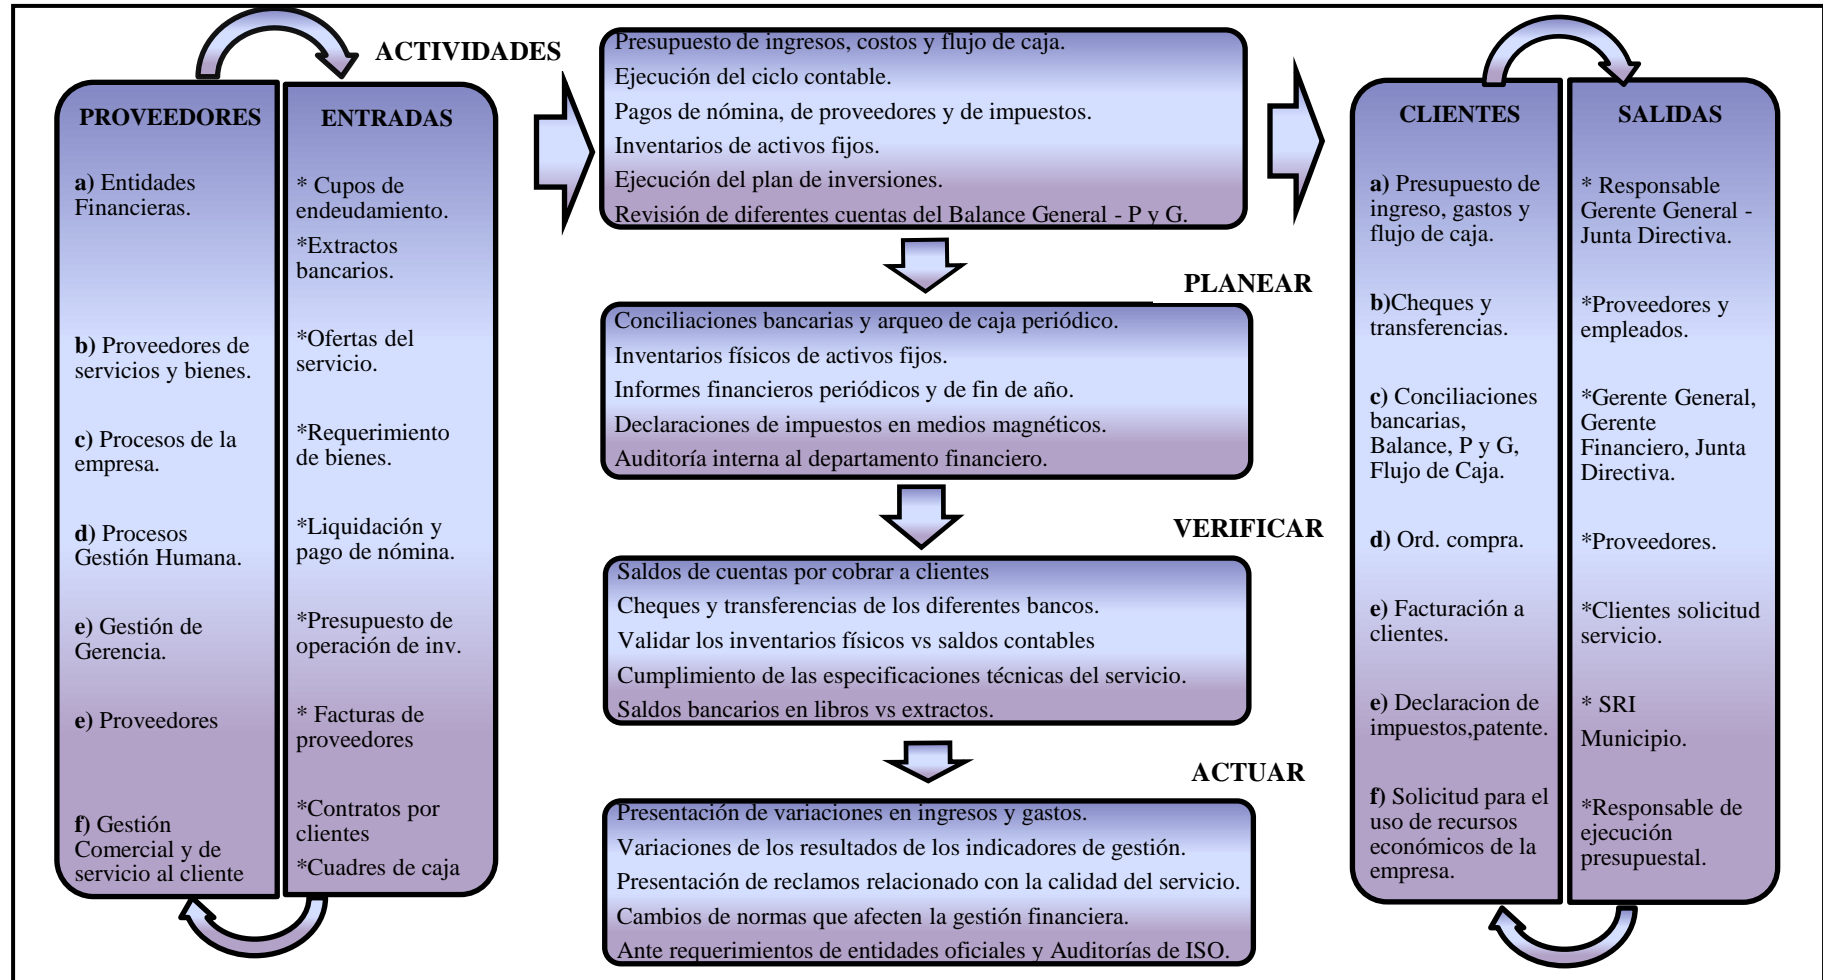 ACTIVIDADES
PROVEEDORES
a) Entidades
Financieras.
b) Proveedores de
servicios y bienes.
c) Procesos de la
empresa.
d) Procesos
Gestión Humana.
e) Gestión de
Gerencia.
e) Proveedores
f) Gestión
Comercial y de
servicio al cliente
ENTRADAS
* Cupos de
endeudamiento.
*Extractos
bancarios.
*Ofertas del
servicio.
*Requerimiento
de bienes.
*Liquidación y
pago de nómina.
*Presupuesto de
operación de inv.
* Facturas de
proveedores
*Contratos por
clientes
*Cuadres de caja
Presupuesto de ingresos, costos y flujo de caja.
Ejecución del ciclo contable.
Pagos de nómina, de proveedores y de impuestos.
Inventarios de activos fijos.
Ejecución del plan de inversiones.
Revisión de diferentes cuentas del Balance General - P y G.
PLANEAR
Conciliaciones bancarias y arqueo de caja periódico.
Inventarios físicos de activos fijos.
Informes financieros periódicos y de fin de año.
Declaraciones de impuestos en medios magnéticos.
Auditoría interna al departamento financiero.
VERIFICAR
Saldos de cuentas por cobrar a clientes
Cheques y transferencias de los diferentes bancos.
Validar los inventarios físicos vs saldos contables
Cumplimiento de las especificaciones técnicas del servicio.
Saldos bancarios en libros vs extractos.
ACTUAR
Presentación de variaciones en ingresos y gastos.
Variaciones de los resultados de los indicadores de gestión.
Presentación de reclamos relacionado con la calidad del servicio.
Cambios de normas que afecten la gestión financiera.
Ante requerimientos de entidades oficiales y Auditorías de ISO.
CLIENTES
a) Presupuesto de
ingreso, gastos y
flujo de caja.
b)Cheques y
transferencias.
c) Conciliaciones
bancarias,
Balance, P y G,
Flujo de Caja.
d) Ord. compra.
e) Facturación a
clientes.
e) Declaracion de
impuestos,patente.
f) Solicitud para el
uso de recursos
económicos de la
empresa.
SALIDAS
* Responsable
Gerente General -
Junta Directiva.
*Proveedores y
empleados.
*Gerente General,
Gerente
Financiero, Junta
Directiva.
*Proveedores.
*Clientes solicitud
servicio.
* SRI
Municipio.
*Responsable de
ejecución
presupuestal.